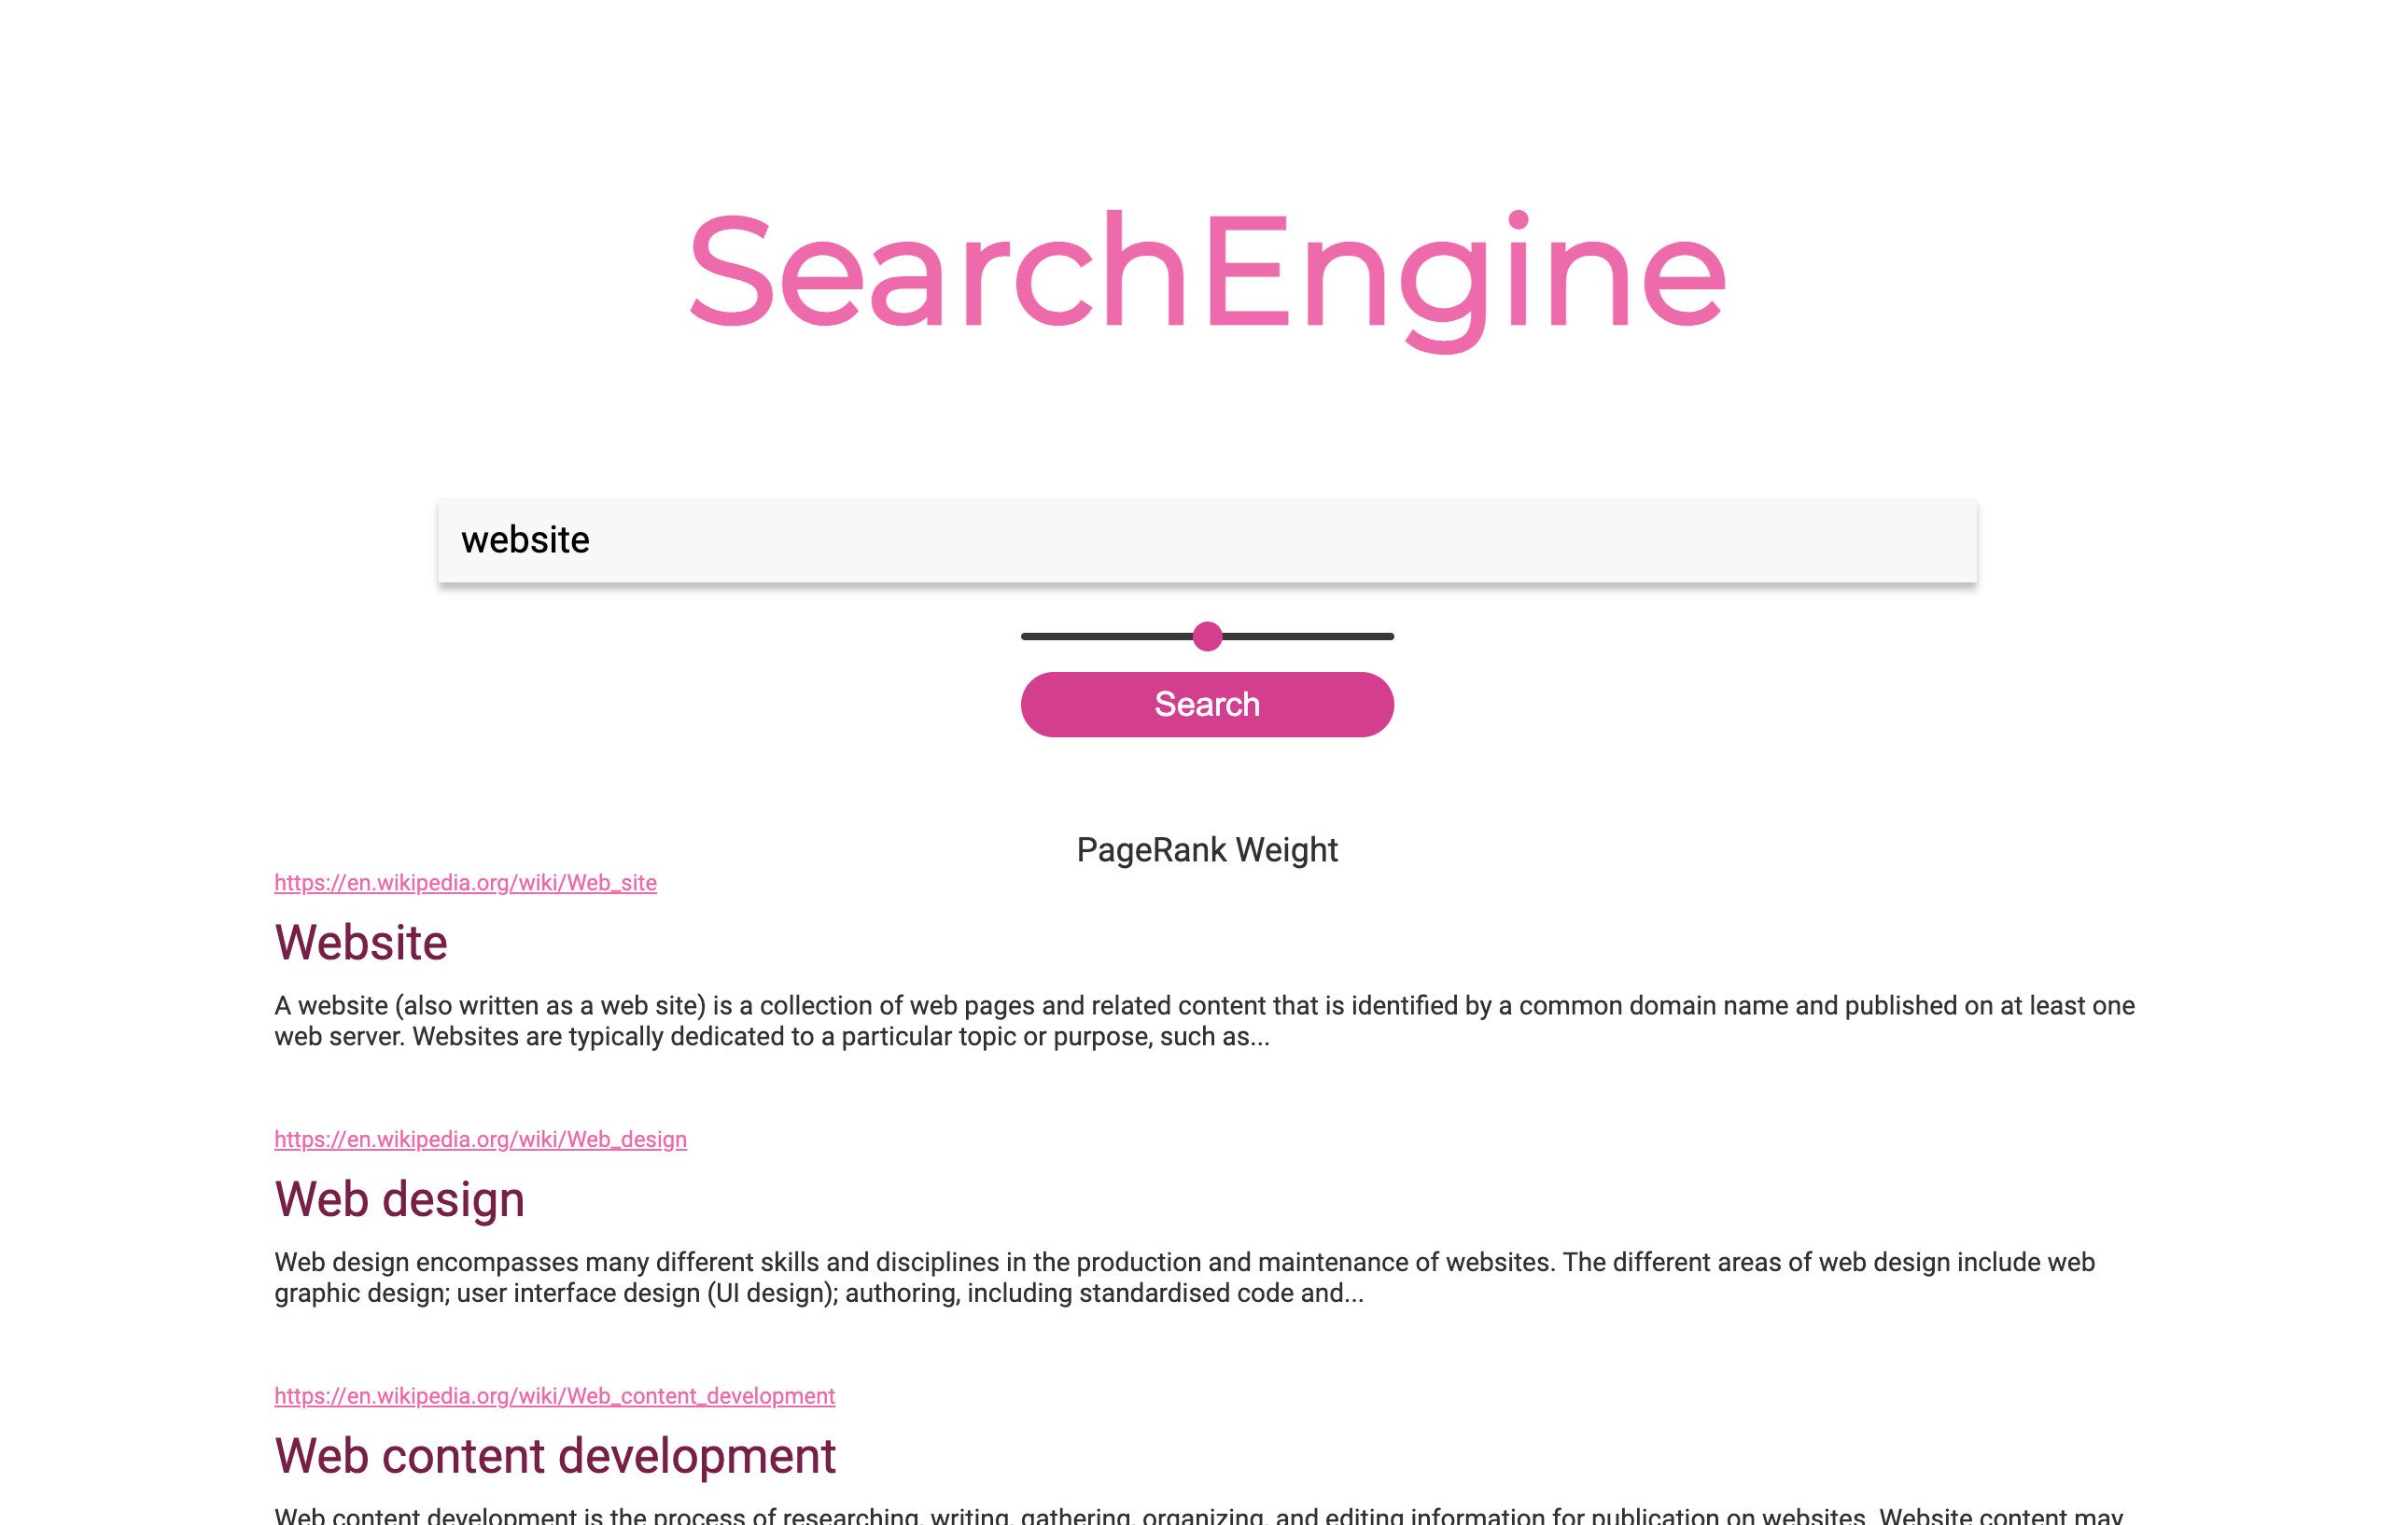 SearchEngine
website
Search
PageRank Weight
https://en.wikipedia.org/wiki/Web_site
Website
A website (also written as a web site) is a collection of web pages and related content that is identified by a common domain name and published on at least one
web server. Websites are typically dedicated to a particular topic or purpose, such as...
https://en.wikipedia.org/wiki/Web_design
Web design
Web design encompasses many different skills and disciplines in the production and maintenance of websites. The different areas of web design include web
graphic design; user interface design (UI design); authoring, including standardised code and...
https://en.wikipedia.org/wiki/Web_content_development
Web content development
Web content development is the process of researching, writing, gathering, organizing, and editing information for publication on websites. Website content may